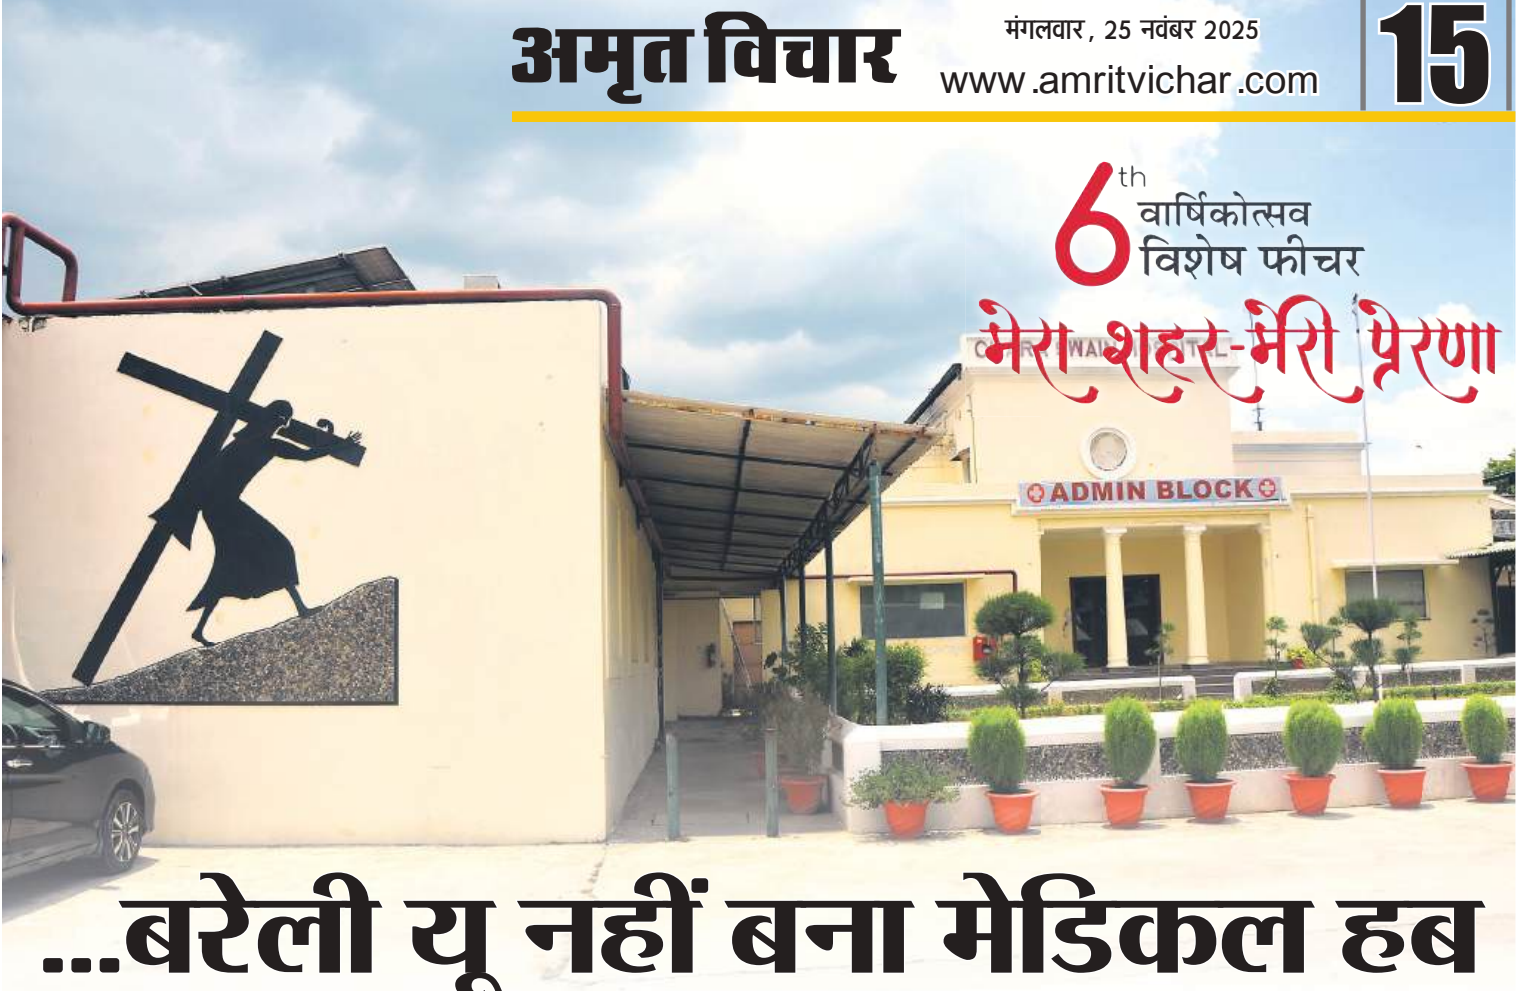 अमृत विचार
मंगलवार, 25 नवंबर 2025
www.amritvichar.com
15
6th
वार्षिकोत्सव
विशेष फीचर
मेरा शहर-मेरी प्रेरणा
ADMIN BLOCK
...बरेली यू नहीं बना मेडिकल हब